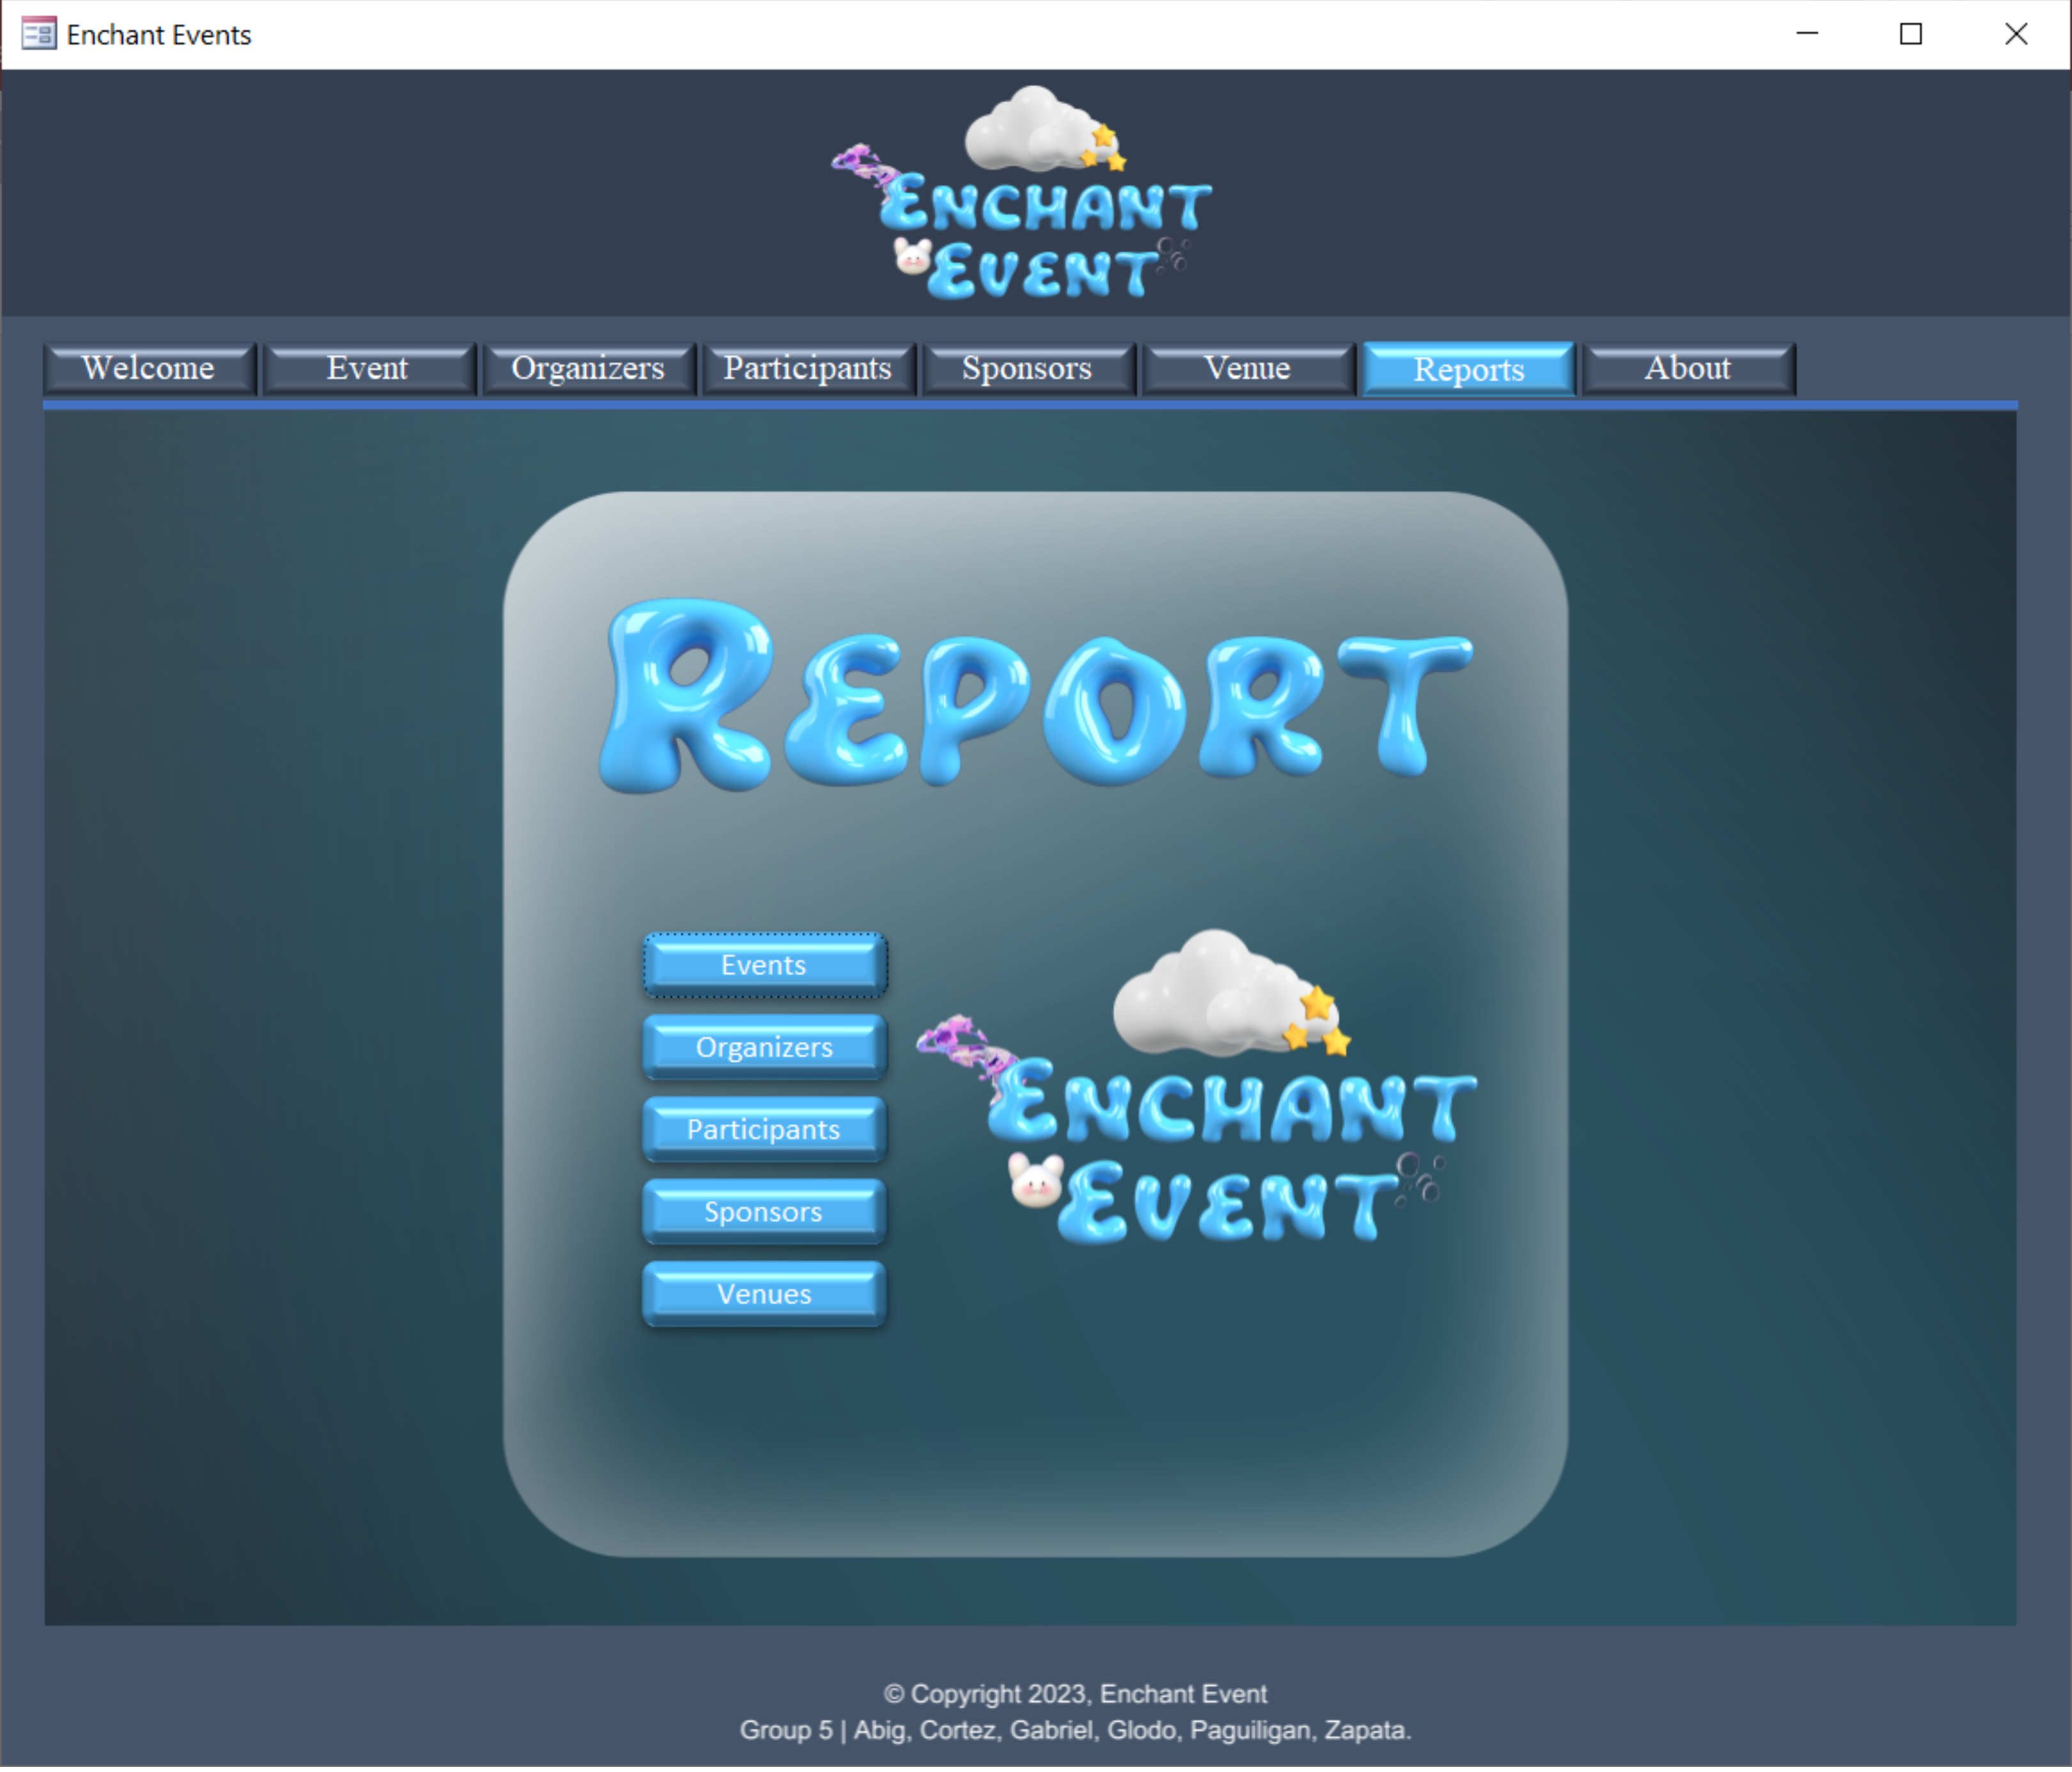 Enchant Events
ENCHANT
EVENT
Welcome Event Organizers Participants Sponsors Venue Reports About
REPORT
Events
Organizers
Participants
Sponsors
Venues
ENCHANT
EVENT
© Copyright 2023, Enchant Event
Group 5 | Abig, Cortez, Gabriel, Glodo, Paguiligan, Zapata.